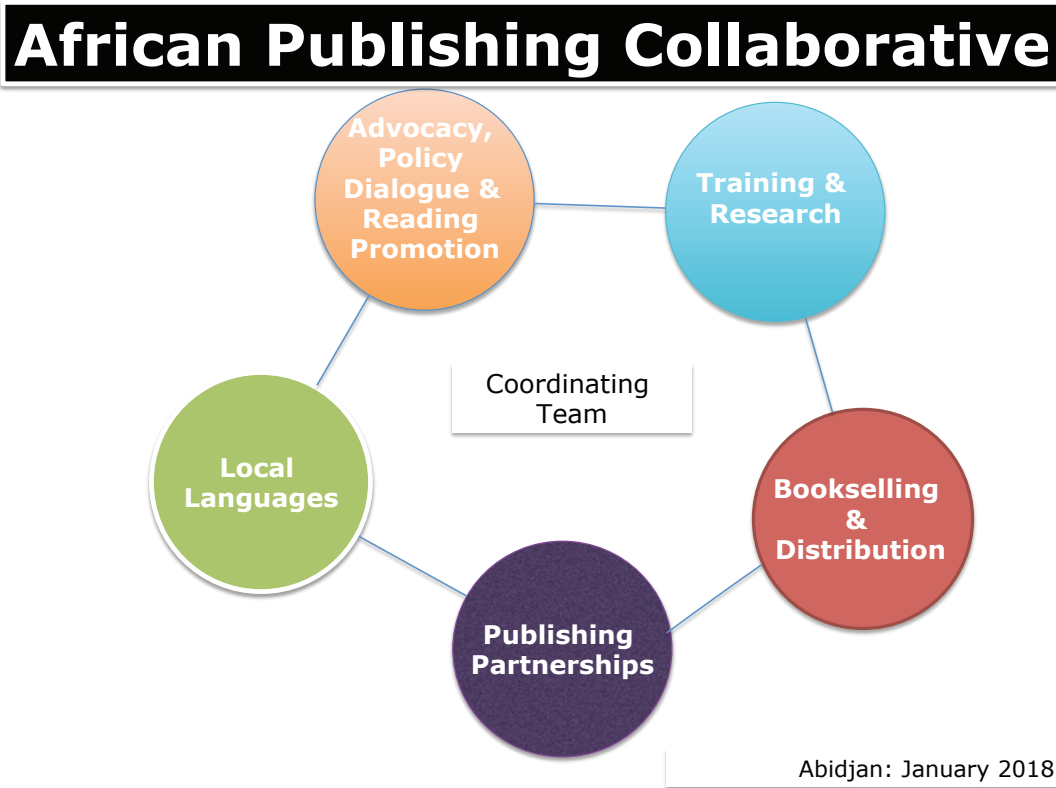 African Publishing Collaborative
Advocacy,
Policy
Dialogue &
Reading
Promotion
Training &
Research
Coordinating
Team
Local
Languages
Bookselling
&
Distribution
Publishing
Partnerships
Abidjan: January 2018